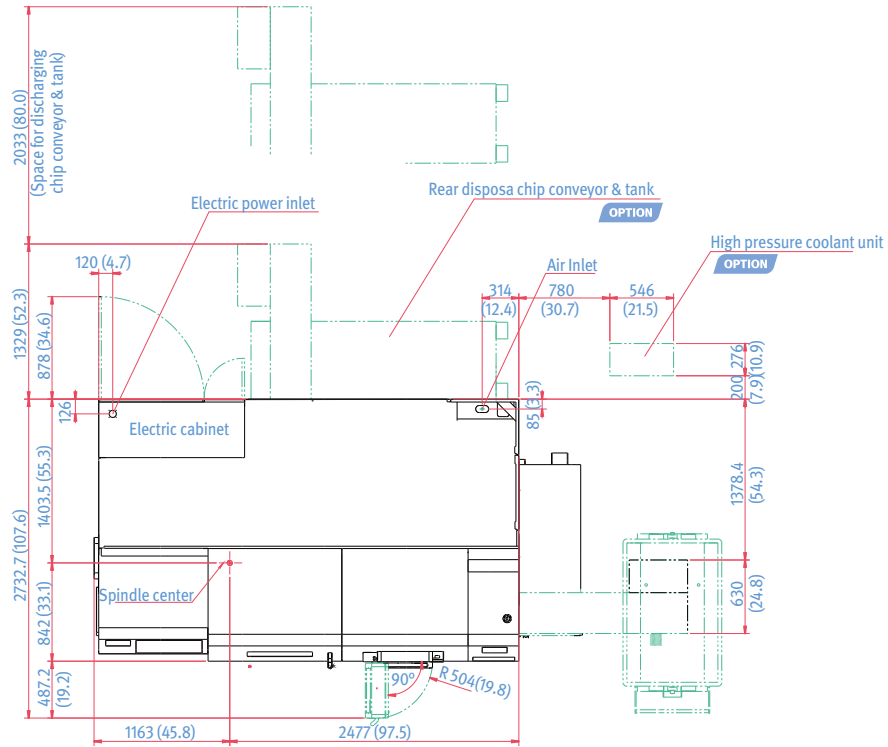 2033 (80.0)
(Space for discharging
chip conveyor & tank)
Electric power inlet
Rear disposa chip conveyor & tank
OPTION
High pressure coolant unit
OPTION
120 (4.7)
Air Inlet
314
(12.4)
780
(30.7)
546
(21.5)
1329 (52.3)
878 (34.6)
276
(10.9)
200
(7.9)
126
85 (3.3)
Electric cabinet
1403.5 (55.3)
1378.4
(54.3)
2732.7 (107.6)
Spindle center
842 (33.1)
630
(24.8)
487.2
(19.2)
90°
R 504(19.8)
1163 (45.8)
2477 (97.5)